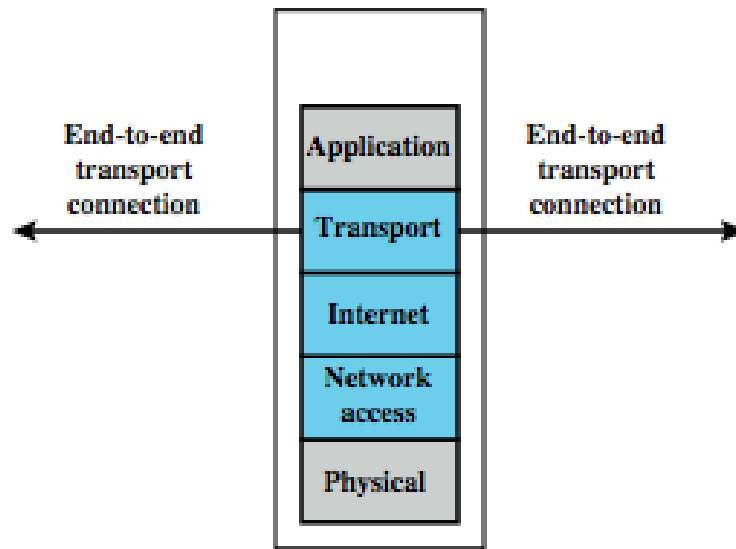 End-to-end
transport
connection
Application
Transport
Internet
Network
access
Physical
End-to-end
transport
connection